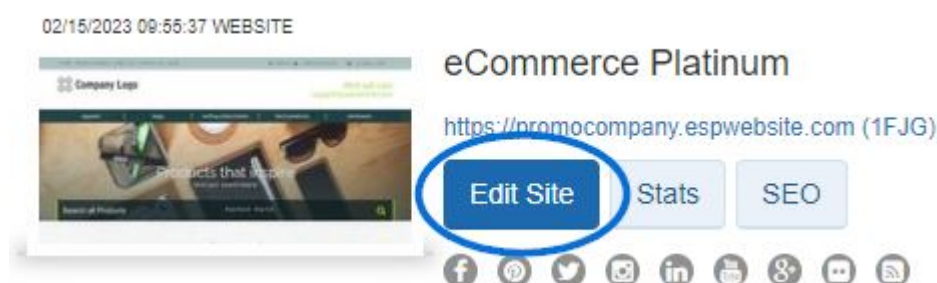 02/15/2023 09:55:37 WEBSITE
Company Logo
Products that inspire
Search all Products
eCommerce Platinum
https://promocompany.espwebsite.com (1FJG)
Edit Site
Stats
SEO